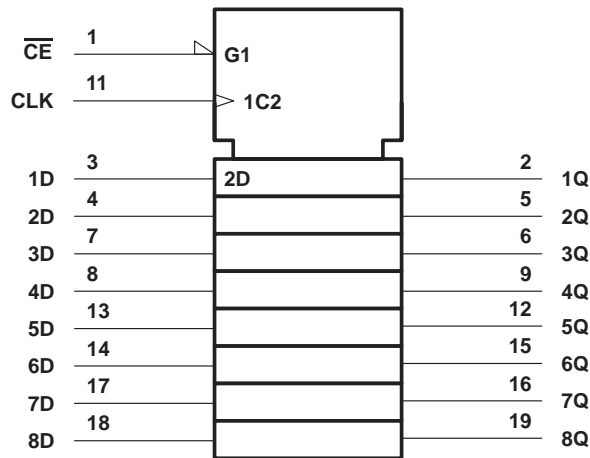 C̅E̅ 1 G1
CLK 11 1C2
1D 3 2D 2 1Q
2D 4 5 2Q
3D 7 6 3Q
4D 8 9 4Q
5D 13 12 5Q
6D 14 15 6Q
7D 17 16 7Q
8D 18 19 8Q